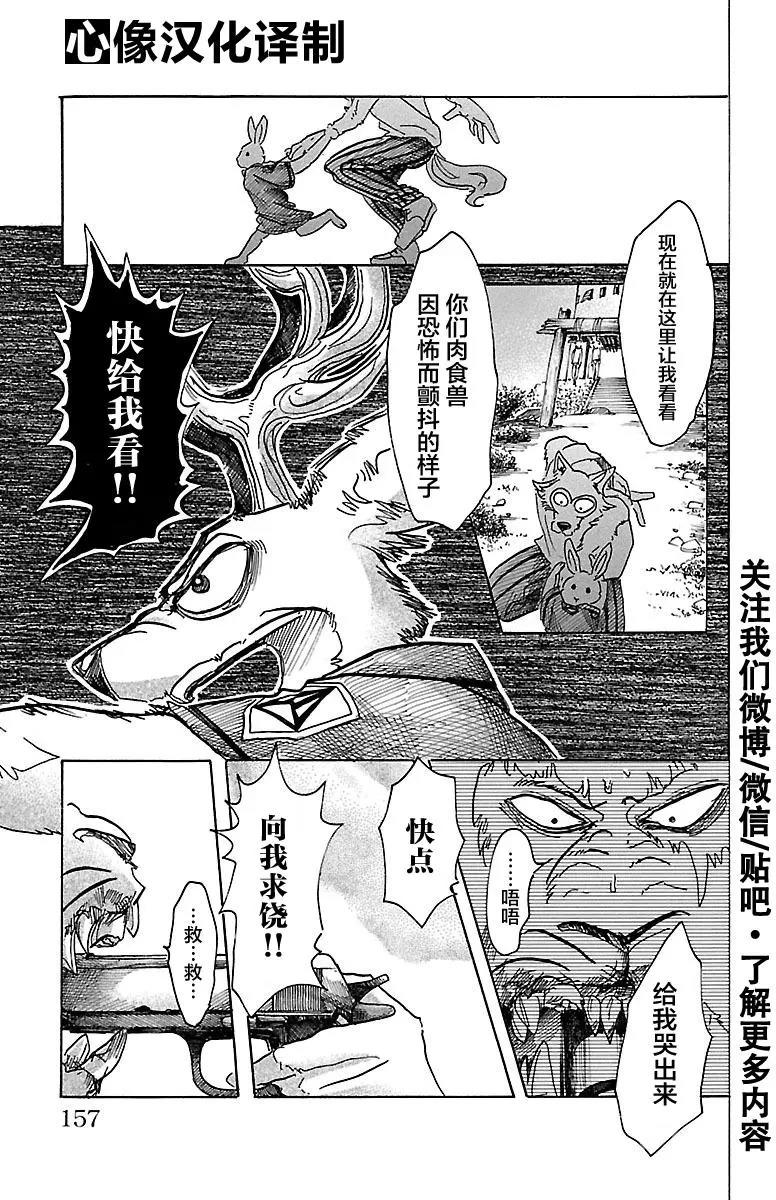 心像汉化译制
现在就在这里让我看看
你们肉食兽
因恐怖而颤抖的样子
快给我看!!
……唔唔
给我哭出来
快点
向我求饶!!
…救…救…
157
关注我们微博/微信/贴吧·了解更多内容